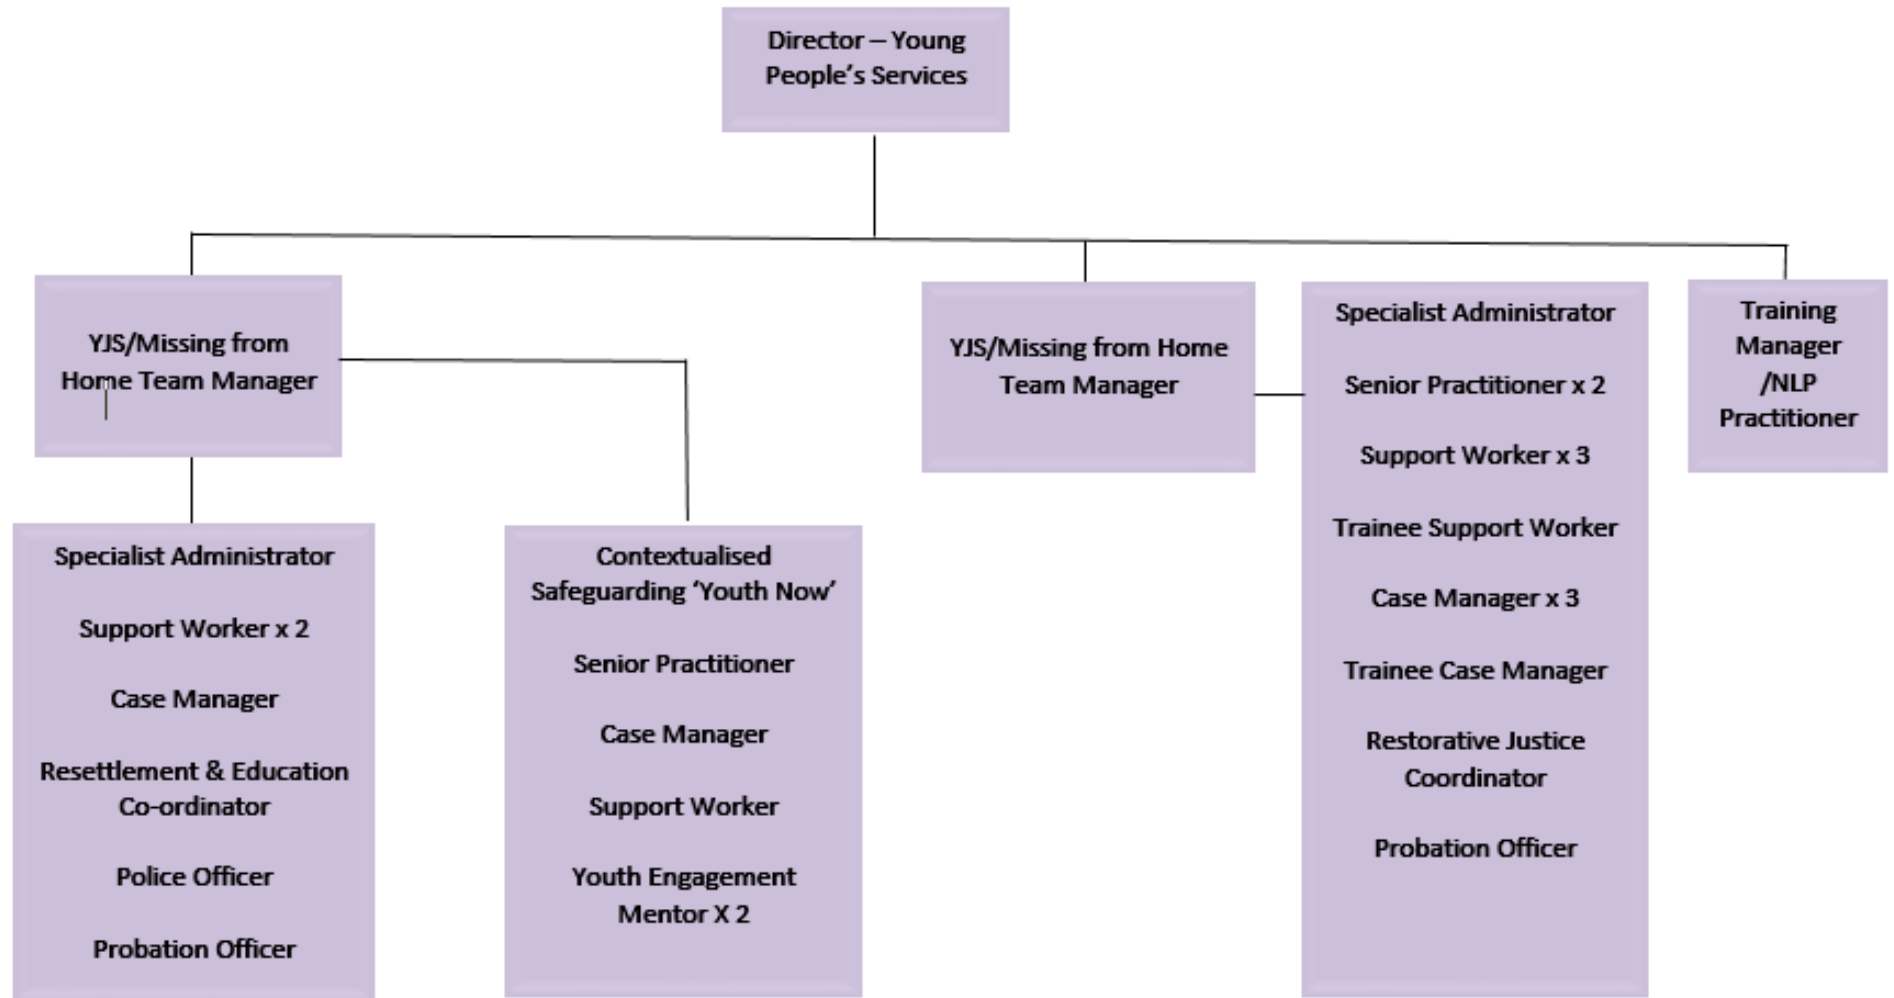 Director – Young
People’s Services
YJS/Missing from
Home Team Manager
YJS/Missing from Home
Team Manager
Specialist Administrator
Senior Practitioner x 2
Support Worker x 3
Trainee Support Worker
Case Manager x 3
Trainee Case Manager
Restorative Justice
Coordinator
Probation Officer
Training
Manager
/NLP
Practitioner
Specialist Administrator
Support Worker x 2
Case Manager
Resettlement & Education
Co-ordinator
Police Officer
Probation Officer
Contextualised
Safeguarding ‘Youth Now’
Senior Practitioner
Case Manager
Support Worker
Youth Engagement
Mentor X 2